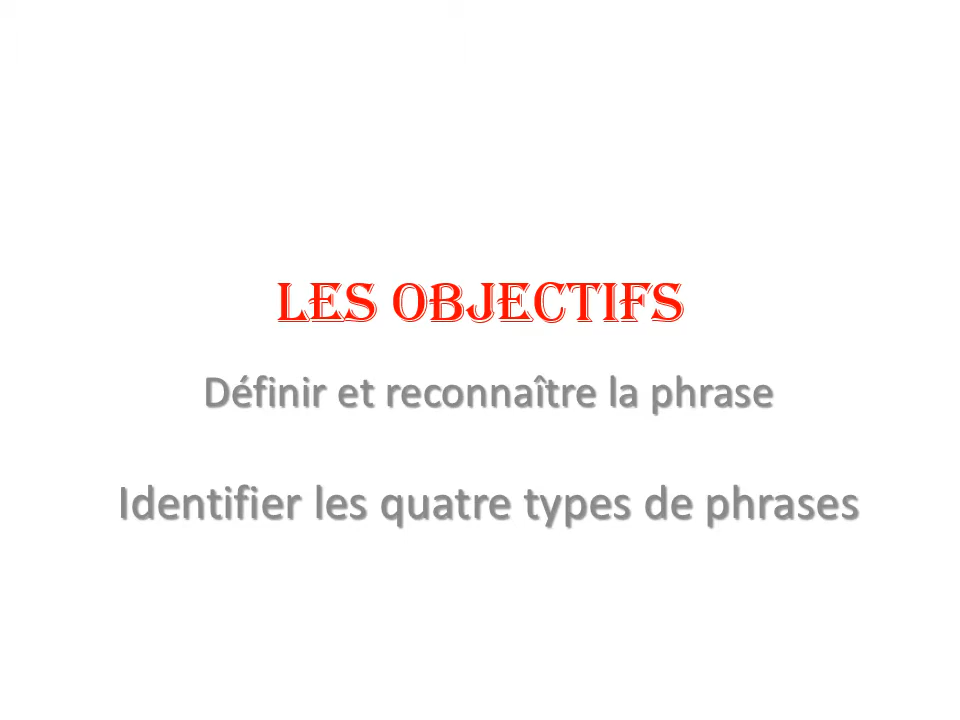 LES OBJECTIFS
Définir et reconnaître la phrase
Identifier les quatre types de phrases